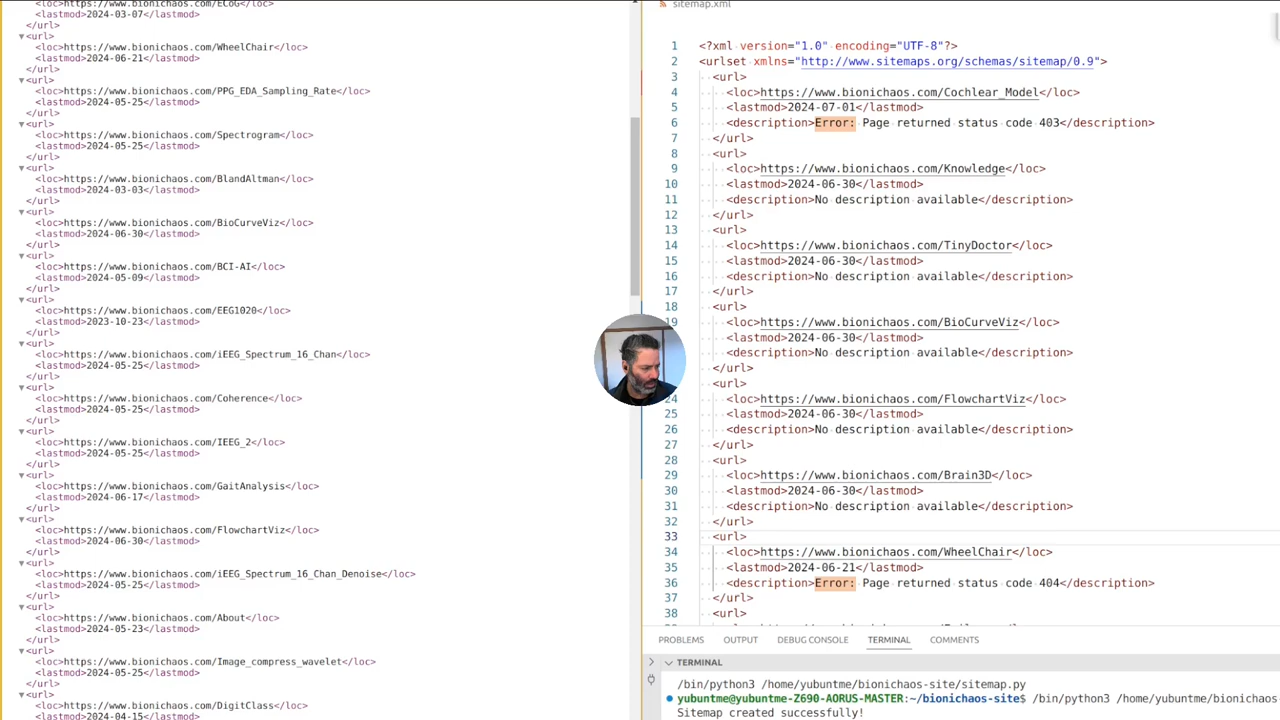 <loc>https://www.bionichaos.com/ECoG</loc>
<lastmod>2024-03-07</lastmod>
</url>
▼<url>
<loc>https://www.bionichaos.com/WheelChair</loc>
<lastmod>2024-06-21</lastmod>
</url>
▼<url>
<loc>https://www.bionichaos.com/PPG_EDA_Sampling_Rate</loc>
<lastmod>2024-05-25</lastmod>
</url>
▼<url>
<loc>https://www.bionichaos.com/Spectrogram</loc>
<lastmod>2024-05-25</lastmod>
</url>
▼<url>
<loc>https://www.bionichaos.com/BlandAltman</loc>
<lastmod>2024-03-03</lastmod>
</url>
▼<url>
<loc>https://www.bionichaos.com/BioCurveViz</loc>
<lastmod>2024-06-30</lastmod>
</url>
▼<url>
<loc>https://www.bionichaos.com/BCI-AI</loc>
<lastmod>2024-05-09</lastmod>
</url>
▼<url>
<loc>https://www.bionichaos.com/EEG1020</loc>
<lastmod>2023-10-23</lastmod>
</url>
▼<url>
<loc>https://www.bionichaos.com/iEEG_Spectrum_16_Chan</loc>
<lastmod>2024-05-25</lastmod>
</url>
▼<url>
<loc>https://www.bionichaos.com/Coherence</loc>
<lastmod>2024-05-25</lastmod>
</url>
▼<url>
<loc>https://www.bionichaos.com/IEEG_2</loc>
<lastmod>2024-05-25</lastmod>
</url>
▼<url>
<loc>https://www.bionichaos.com/GaitAnalysis</loc>
<lastmod>2024-06-17</lastmod>
</url>
▼<url>
<loc>https://www.bionichaos.com/FlowchartViz</loc>
<lastmod>2024-06-30</lastmod>
</url>
▼<url>
<loc>https://www.bionichaos.com/iEEG_Spectrum_16_Chan_Denoise</loc>
<lastmod>2024-05-25</lastmod>
</url>
▼<url>
<loc>https://www.bionichaos.com/About</loc>
<lastmod>2024-05-23</lastmod>
</url>
▼<url>
<loc>https://www.bionichaos.com/Image_compress_wavelet</loc>
<lastmod>2024-05-25</lastmod>
</url>
▼<url>
<loc>https://www.bionichaos.com/DigitClass</loc>
<lastmod>2024-04-15</lastmod>
sitemap.xml
1 <?xml version="1.0" encoding="UTF-8"?>
2 <urlset xmlns="http://www.sitemaps.org/schemas/sitemap/0.9">
3 <url>
4 <loc>https://www.bionichaos.com/Cochlear_Model</loc>
5 <lastmod>2024-07-01</lastmod>
6 <description>Error: Page returned status code 403</description>
7 </url>
8 <url>
9 <loc>https://www.bionichaos.com/Knowledge</loc>
10 <lastmod>2024-06-30</lastmod>
11 <description>No description available</description>
12 </url>
13 <url>
14 <loc>https://www.bionichaos.com/TinyDoctor</loc>
15 <lastmod>2024-06-30</lastmod>
16 <description>No description available</description>
17 </url>
18 <url>
19 <loc>https://www.bionichaos.com/BioCurveViz</loc>
<lastmod>2024-06-30</lastmod>
<description>No description available</description>
</url>
<url>
24 <loc>https://www.bionichaos.com/FlowchartViz</loc>
25 <lastmod>2024-06-30</lastmod>
26 <description>No description available</description>
27 </url>
28 <url>
29 <loc>https://www.bionichaos.com/Brain3D</loc>
30 <lastmod>2024-06-30</lastmod>
31 <description>No description available</description>
32 </url>
33 <url>
34 <loc>https://www.bionichaos.com/WheelChair</loc>
35 <lastmod>2024-06-21</lastmod>
36 <description>Error: Page returned status code 404</description>
37 </url>
38 <url>
PROBLEMS OUTPUT DEBUG CONSOLE TERMINAL COMMENTS
TERMINAL
/bin/python3 /home/yubuntme/bionichaos-site/sitemap.py
yubuntme@yubuntme-Z690-AORUS-MASTER:~/bionichaos-site$ /bin/python3 /home/yubuntme/bionichaos-
Sitemap created successfully!